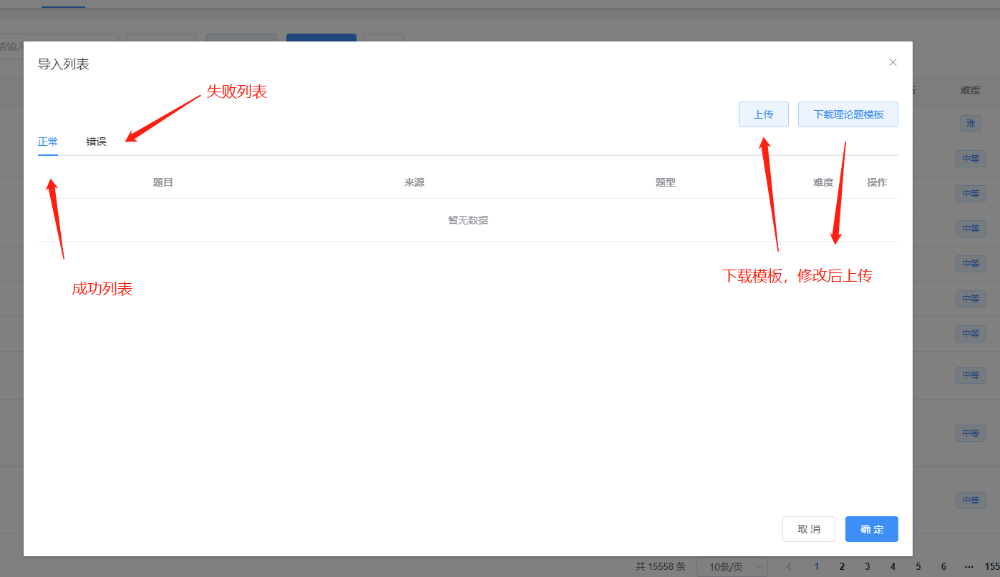 请输入
导入列表
失败列表
上传
下载理论题模板
正常
错误
题目
来源
题型
难度
操作
暂无数据
成功列表
下载模板，修改后上传
取消
确定
难度
难
中等
中等
中等
中等
中等
中等
中等
中等
中等
共 15558 条
10条/页
1
2
3
4
5
6